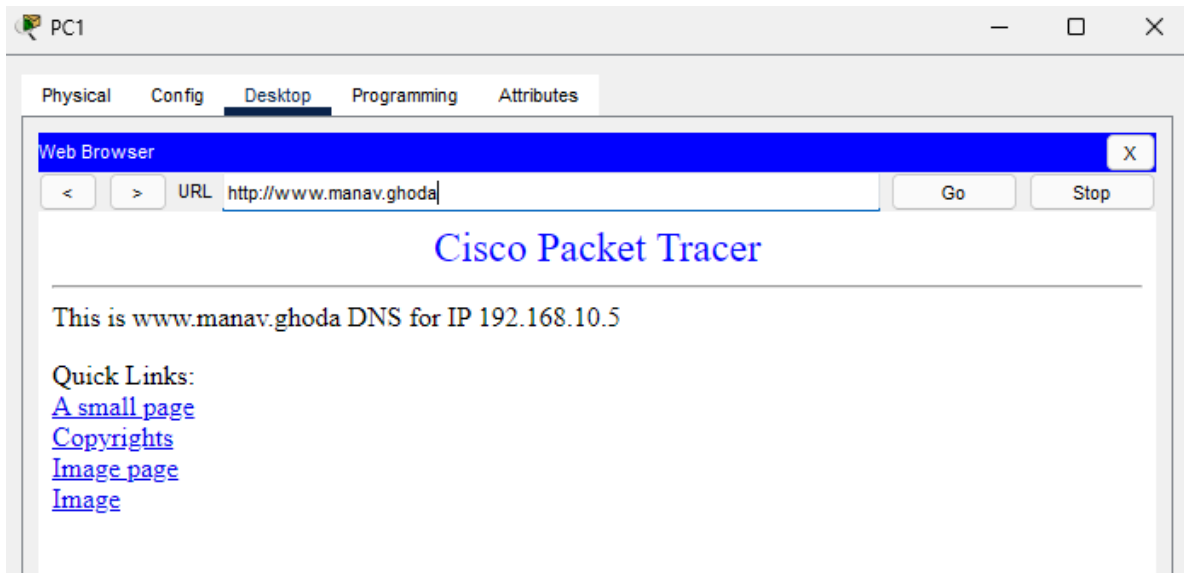 PC1
Physical Config Desktop Programming Attributes
Web Browser X
< > URL http://www.manav.ghoda Go Stop
Cisco Packet Tracer
This is www.manav.ghoda DNS for IP 192.168.10.5
Quick Links:
A small page
Copyrights
Image page
Image